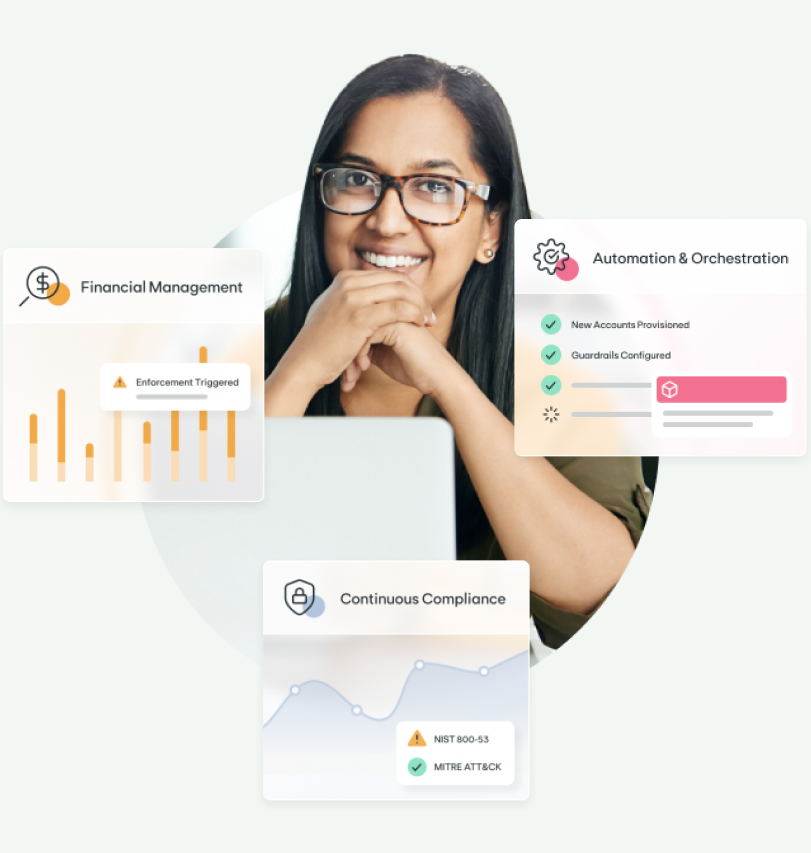 Automation & Orchestration
New Accounts Provisioned
Guardrails Configured
Financial Management
Enforcement Triggered
Continuous Compliance
NIST 800-53
MITRE ATT&CK